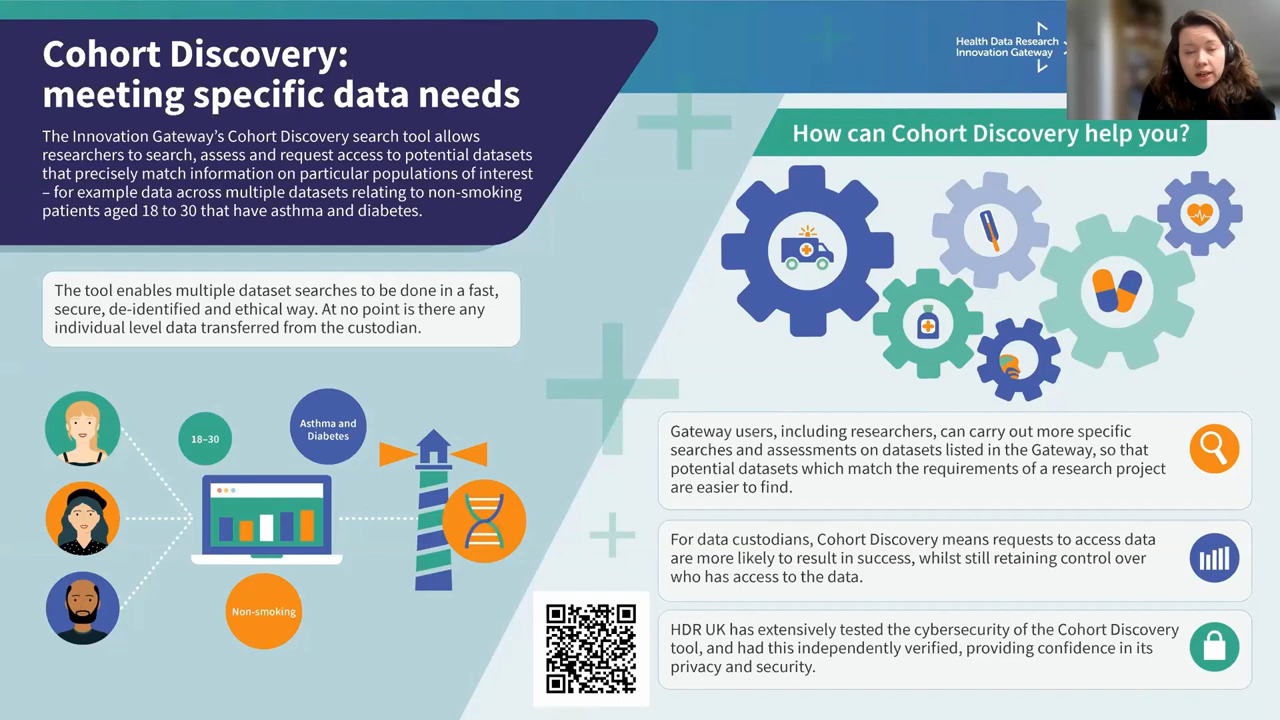 Cohort Discovery:
meeting specific data needs
The Innovation Gateway's Cohort Discovery search tool allows
researchers to search, assess and request access to potential datasets
that precisely match information on particular populations of interest
– for example data across multiple datasets relating to non-smoking
patients aged 18 to 30 that have asthma and diabetes.
The tool enables multiple dataset searches to be done in a fast,
secure, de-identified and ethical way. At no point is there any
individual level data transferred from the custodian.
18–30
Asthma and
Diabetes
Non-smoking
Health Data Research
Innovation Gateway
How can Cohort Discovery help you?
Gateway users, including researchers, can carry out more specific
searches and assessments on datasets listed in the Gateway, so that
potential datasets which match the requirements of a research project
are easier to find.
For data custodians, Cohort Discovery means requests to access data
are more likely to result in success, whilst still retaining control over
who has access to the data.
HDR UK has extensively tested the cybersecurity of the Cohort Discovery
tool, and had this independently verified, providing confidence in its
privacy and security.